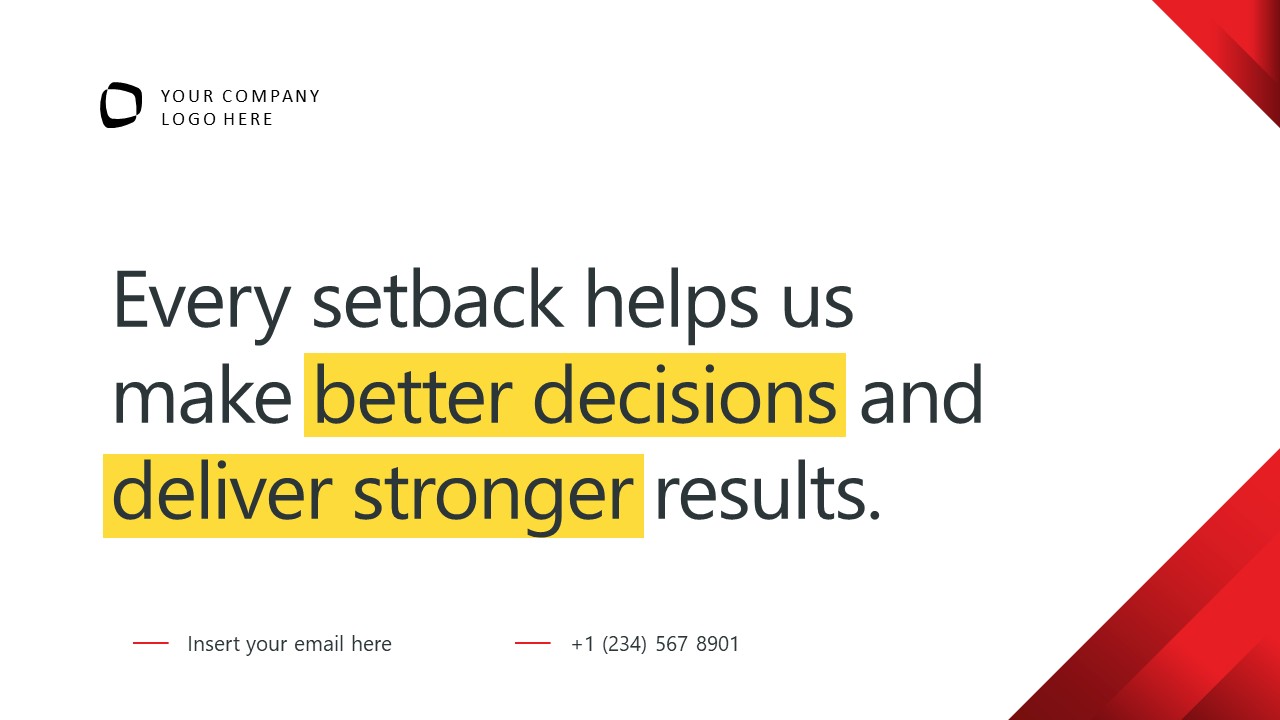 YOUR COMPANY
LOGO HERE
Every setback helps us
make better decisions and
deliver stronger results.
Insert your email here
+1 (234) 567 8901